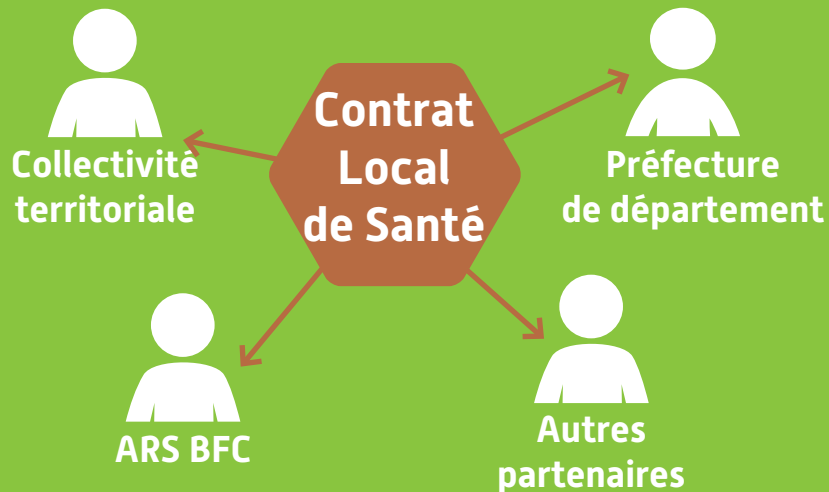 Contrat
Local
de Santé
Collectivité
territoriale
Préfecture
de département
ARS BFC
Autres
partenaires